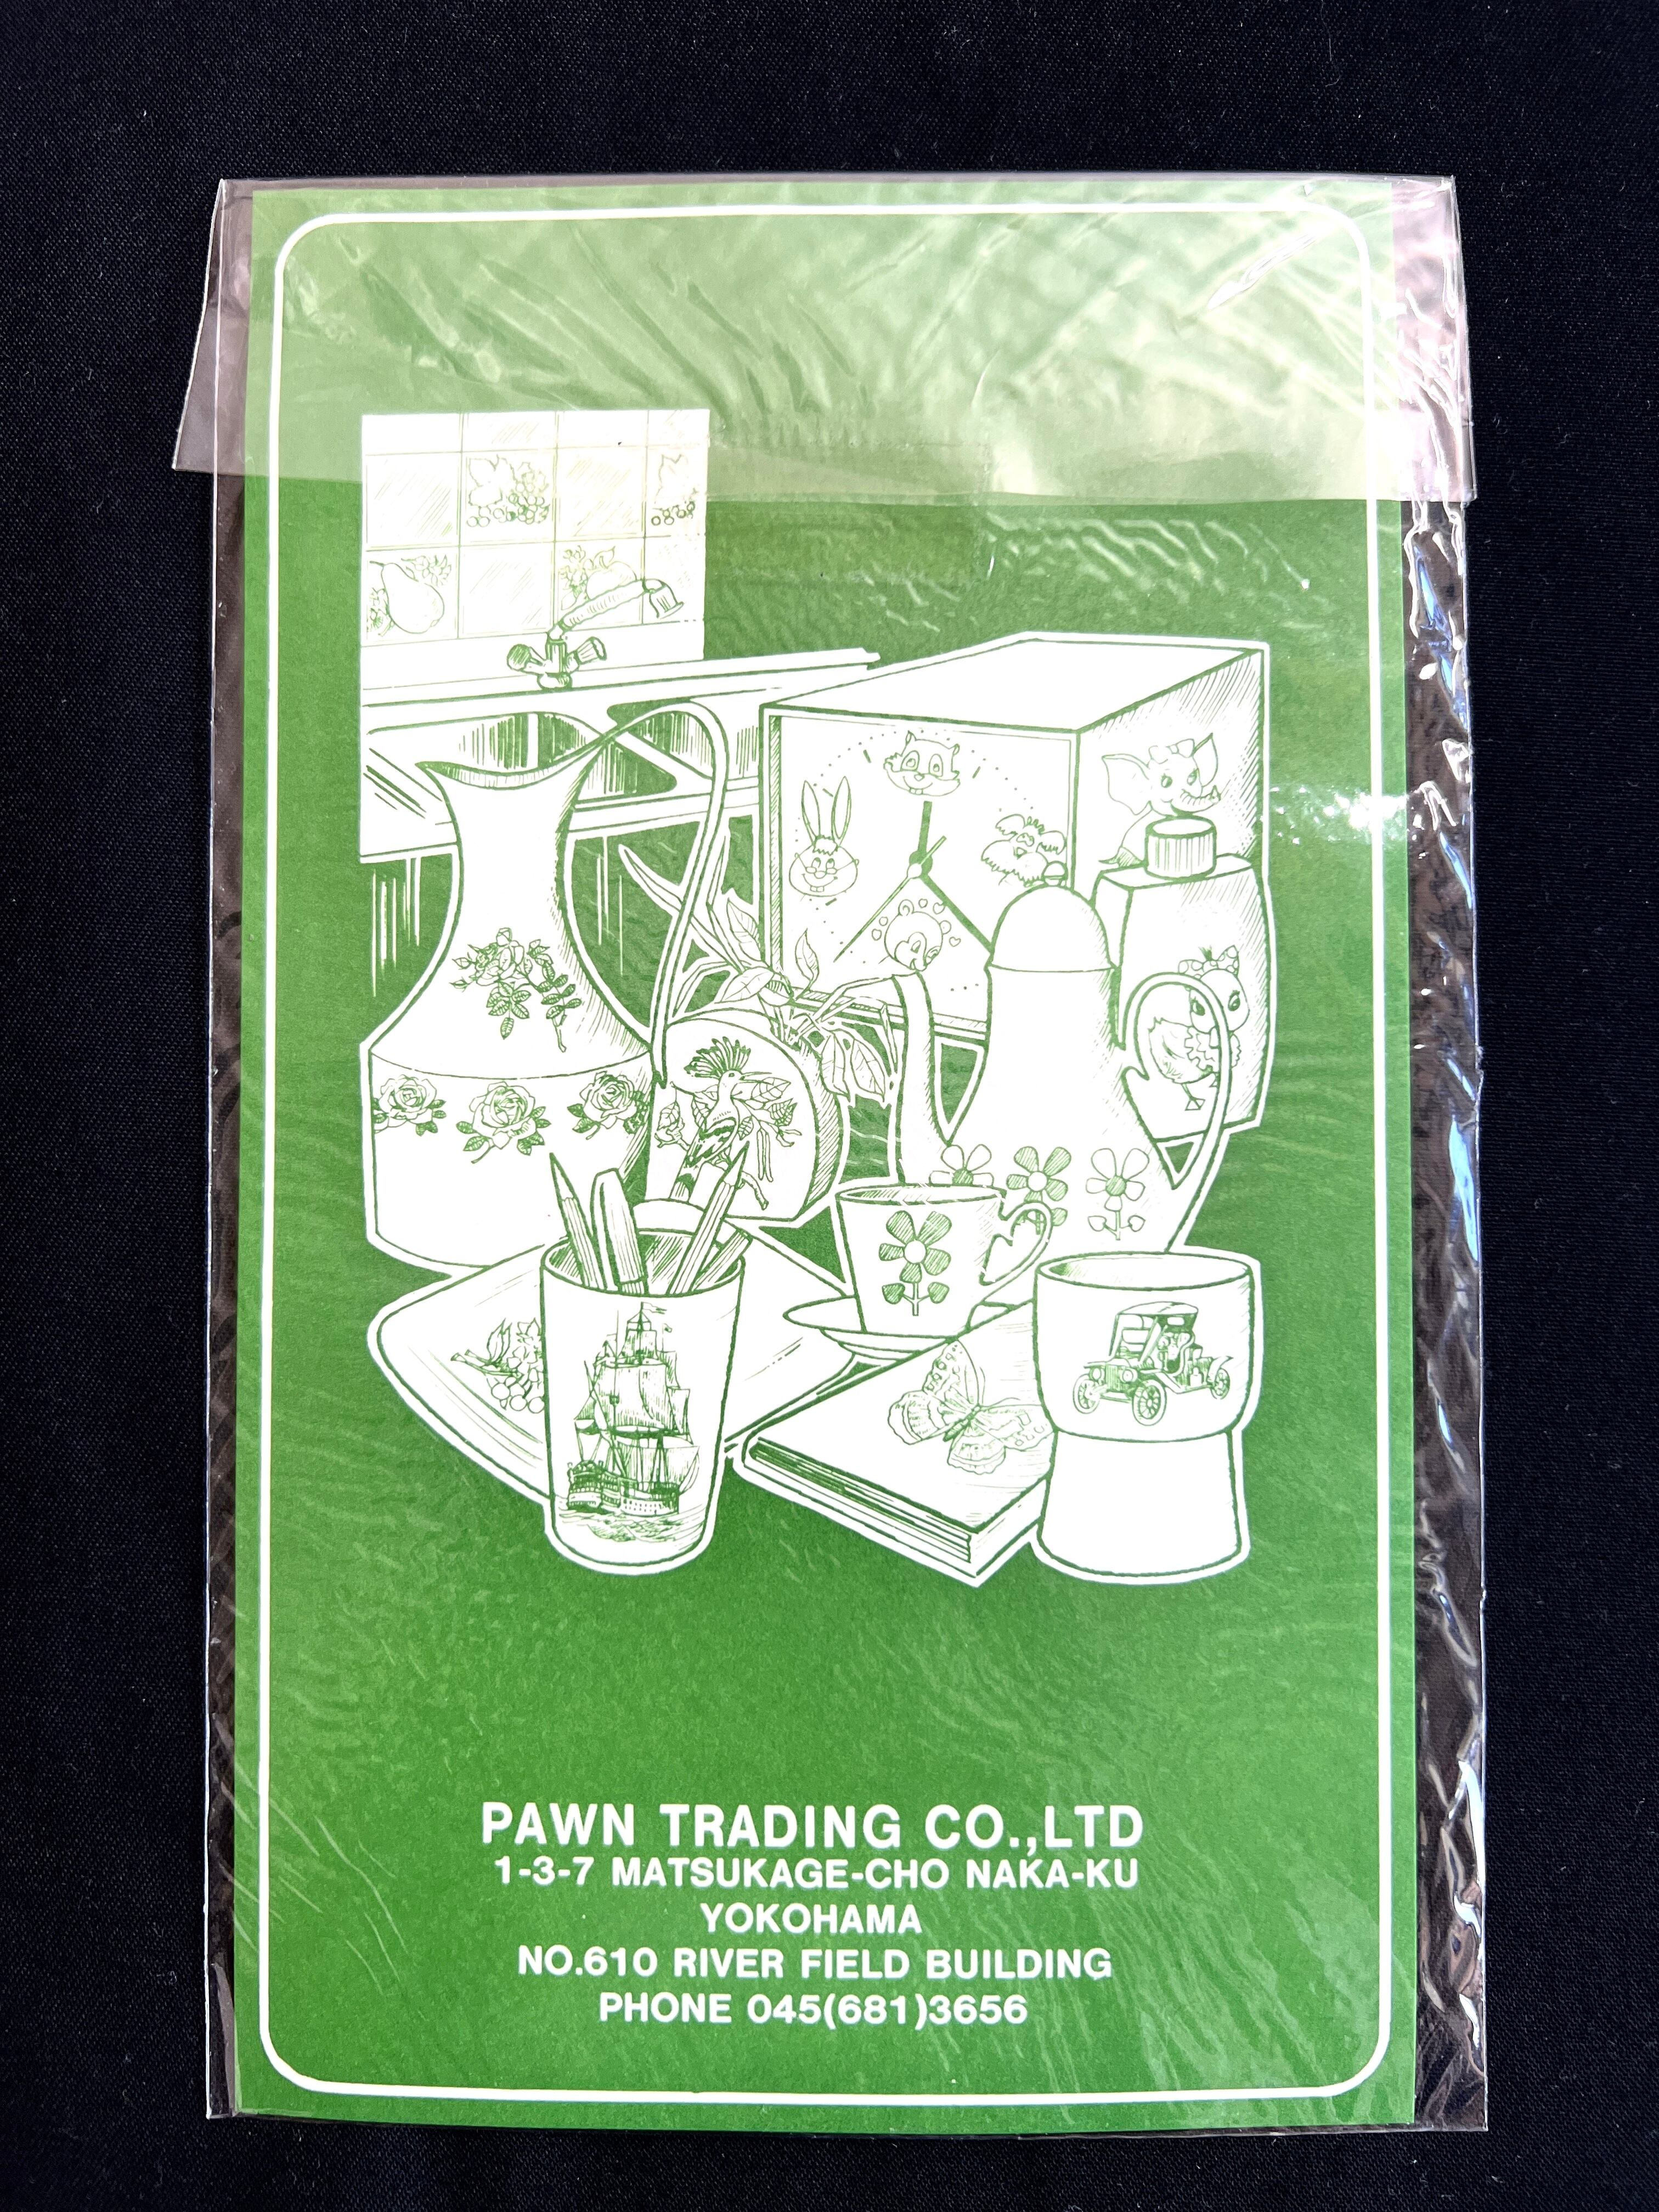 PAWN TRADING CO.,LTD
1-3-7 MATSUKAGE-CHO NAKA-KU
YOKOHAMA
NO.610 RIVER FIELD BUILDING
PHONE 045(681)3656